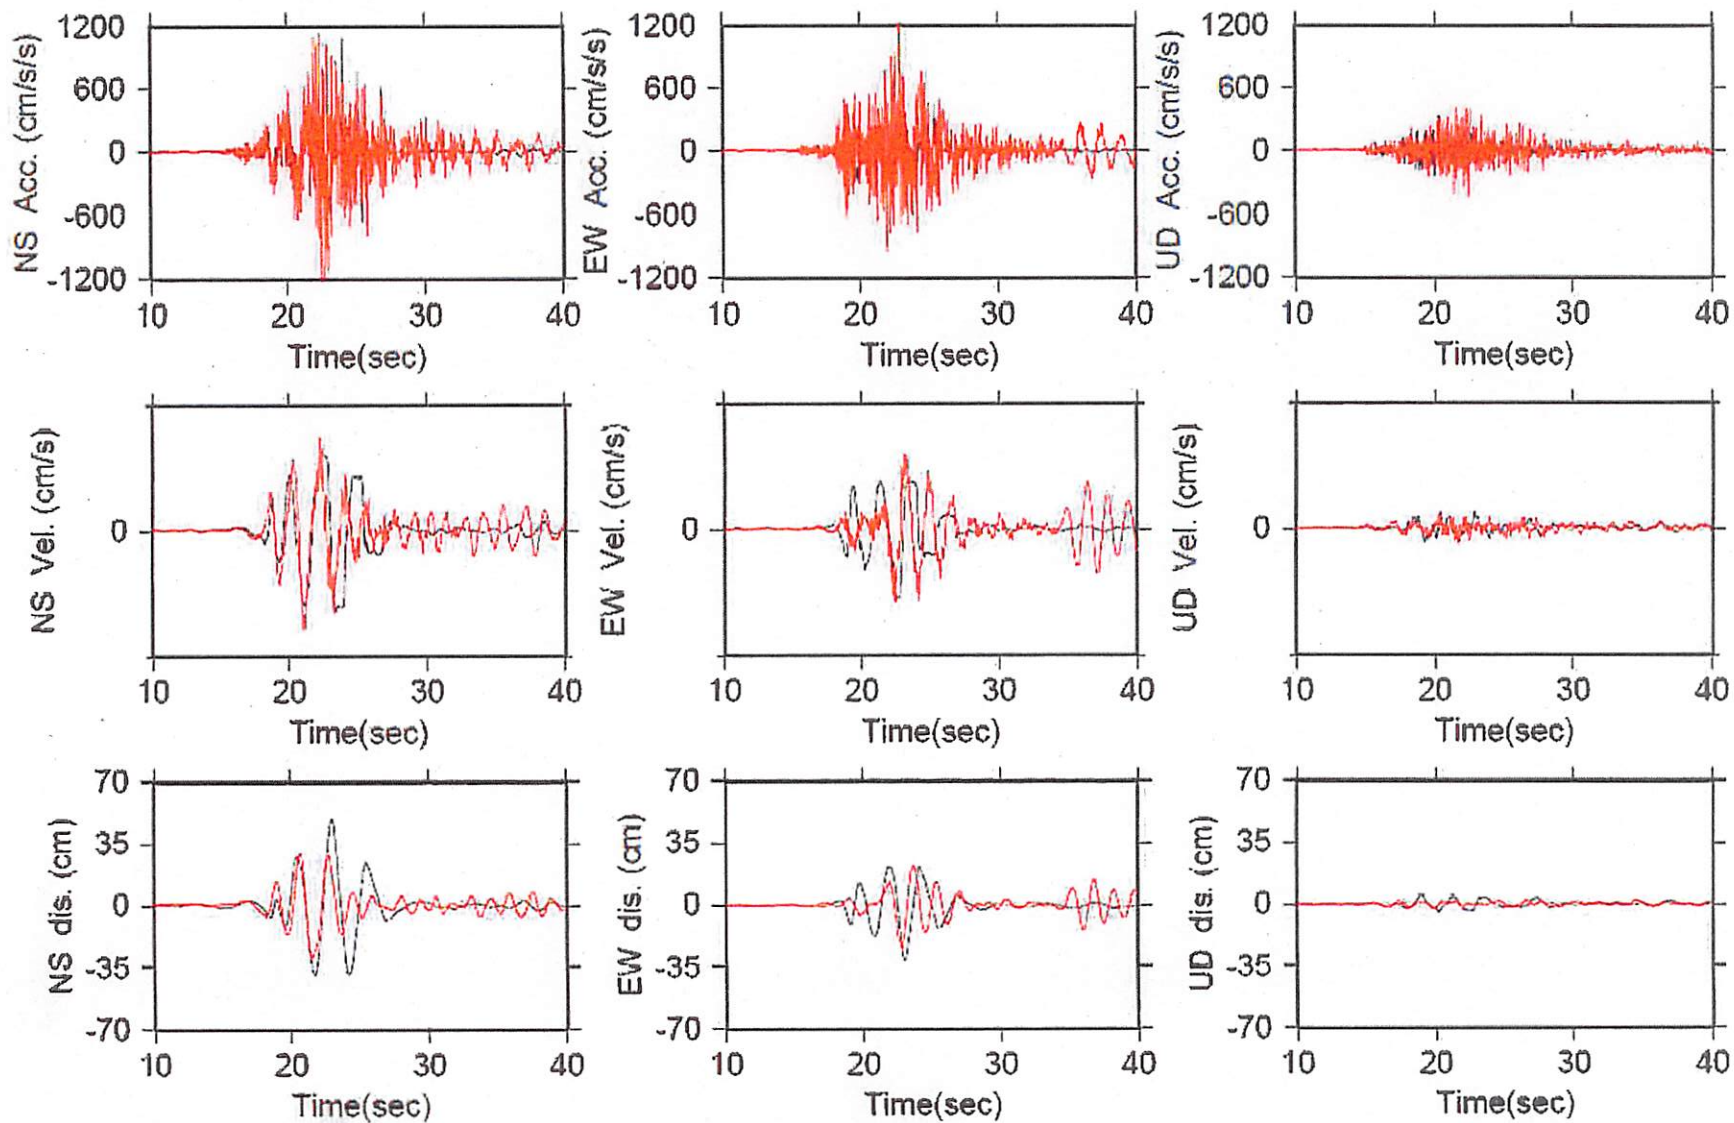 NS Acc. (cm/s/s)
1200
600
0
-600
-1200
10 20 30 40
Time(sec)
EW Acc. (cm/s/s)
1200
600
0
-600
-1200
10 20 30 40
Time(sec)
UD Acc. (cm/s/s)
1200
600
0
-600
-1200
10 20 30 40
Time(sec)
NS Vel. (cm/s)
0
10 20 30 40
Time(sec)
EW Vel. (cm/s)
0
10 20 30 40
Time(sec)
UD Vel. (cm/s)
0
10 20 30 40
Time(sec)
NS dis. (cm)
70
35
0
-35
-70
10 20 30 40
Time(sec)
EW dis. (cm)
70
35
0
-35
-70
10 20 30 40
Time(sec)
UD dis. (cm)
70
35
0
-35
-70
10 20 30 40
Time(sec)